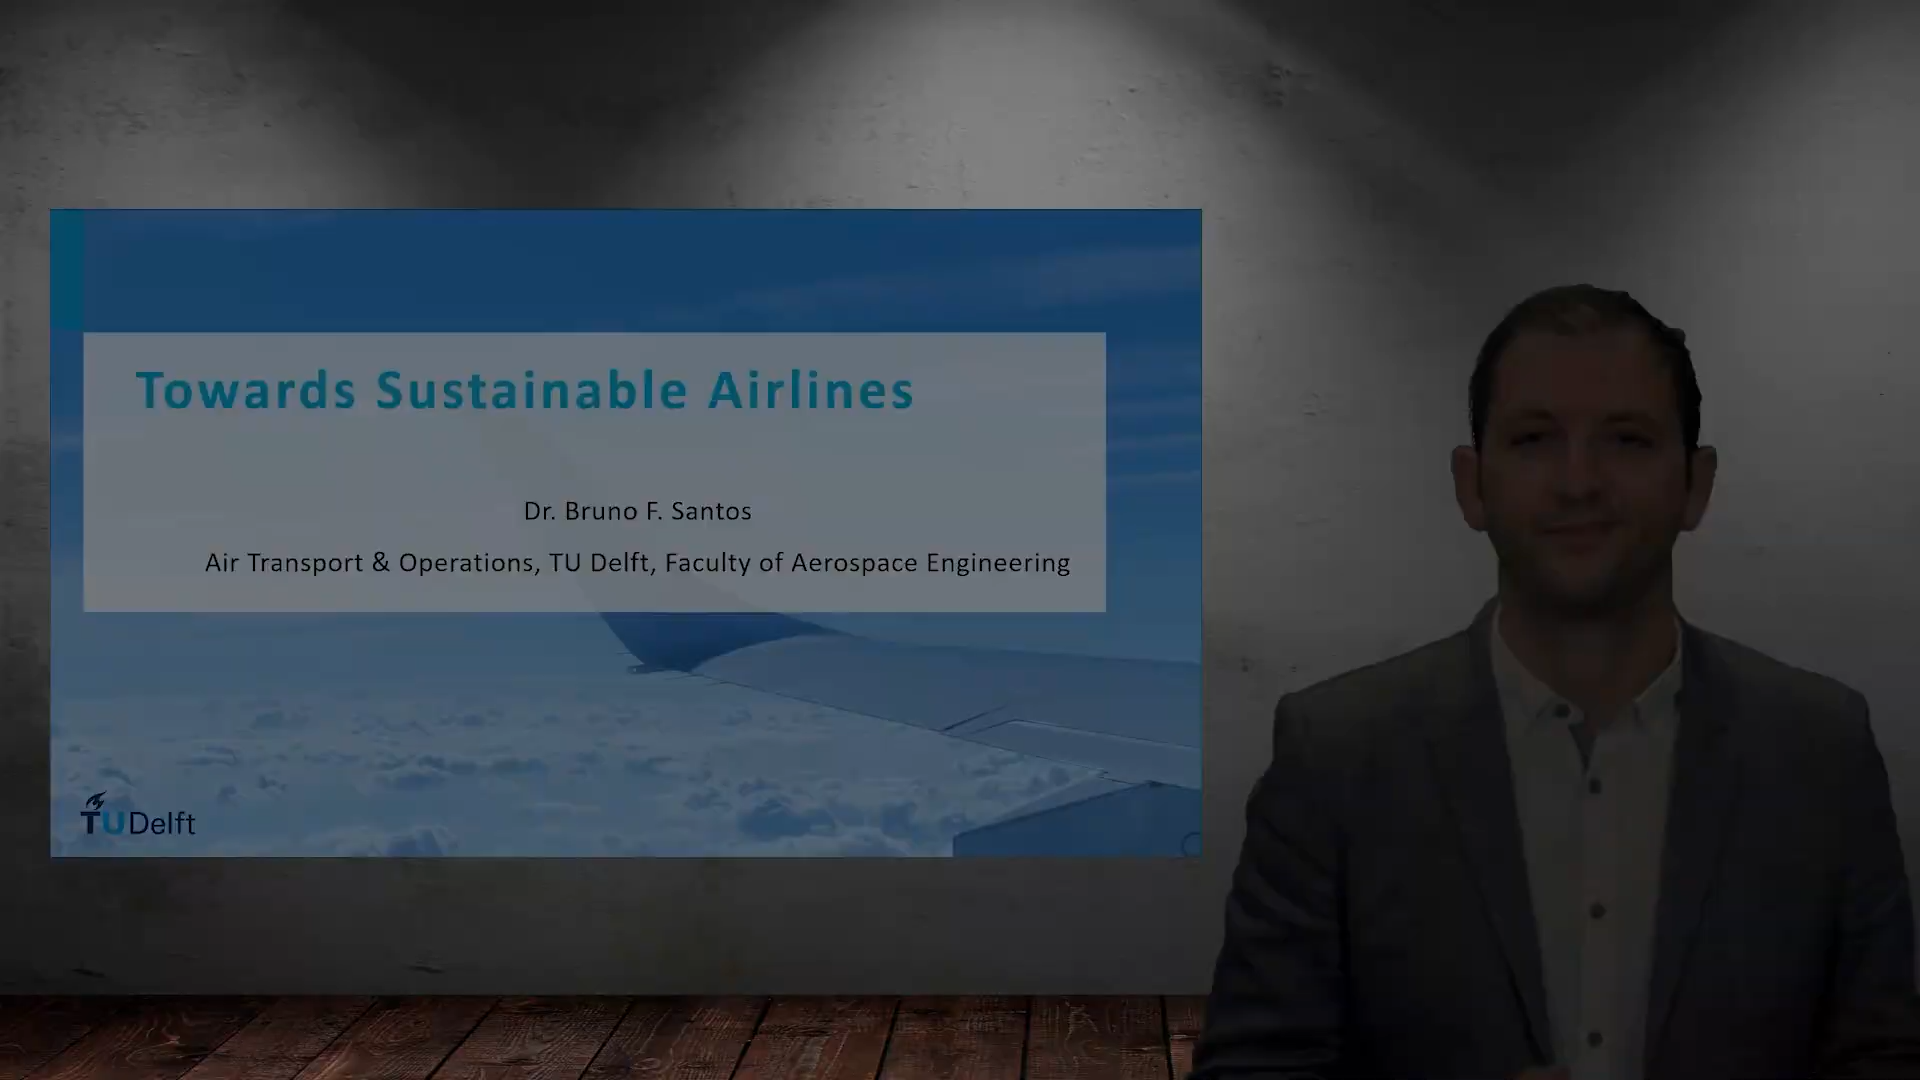 Towards Sustainable Airlines
Dr. Bruno F. Santos
Air Transport & Operations, TU Delft, Faculty of Aerospace Engineering
TUDelft